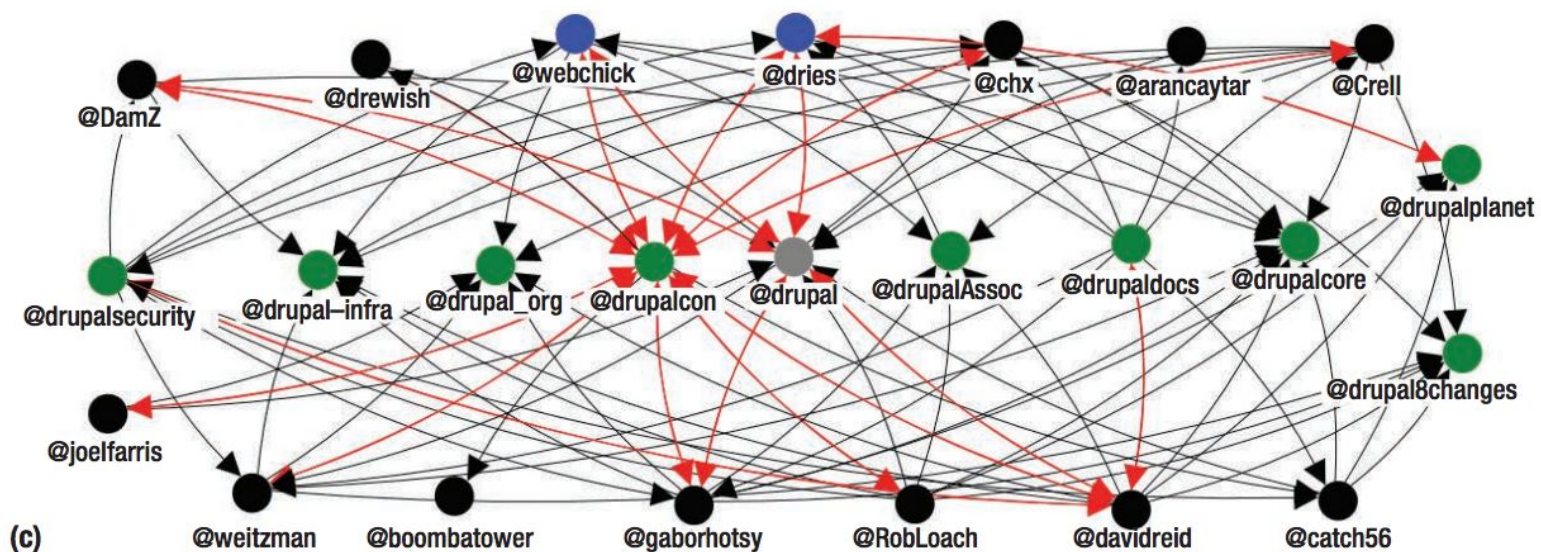 @webchick
@dries
@chx
@arancaytar
@Crell
@drewish
@DamZ
@drupalplanet
@drupalsecurity
@drupal–infra
@drupal_org
@drupalcon
@drupal
@drupalAssoc
@drupaldocs
@drupalcore
@drupal8changes
@joelfarris
(c)
@weitzman
@boombatower
@gaborhotsy
@RobLoach
@davidreid
@catch56